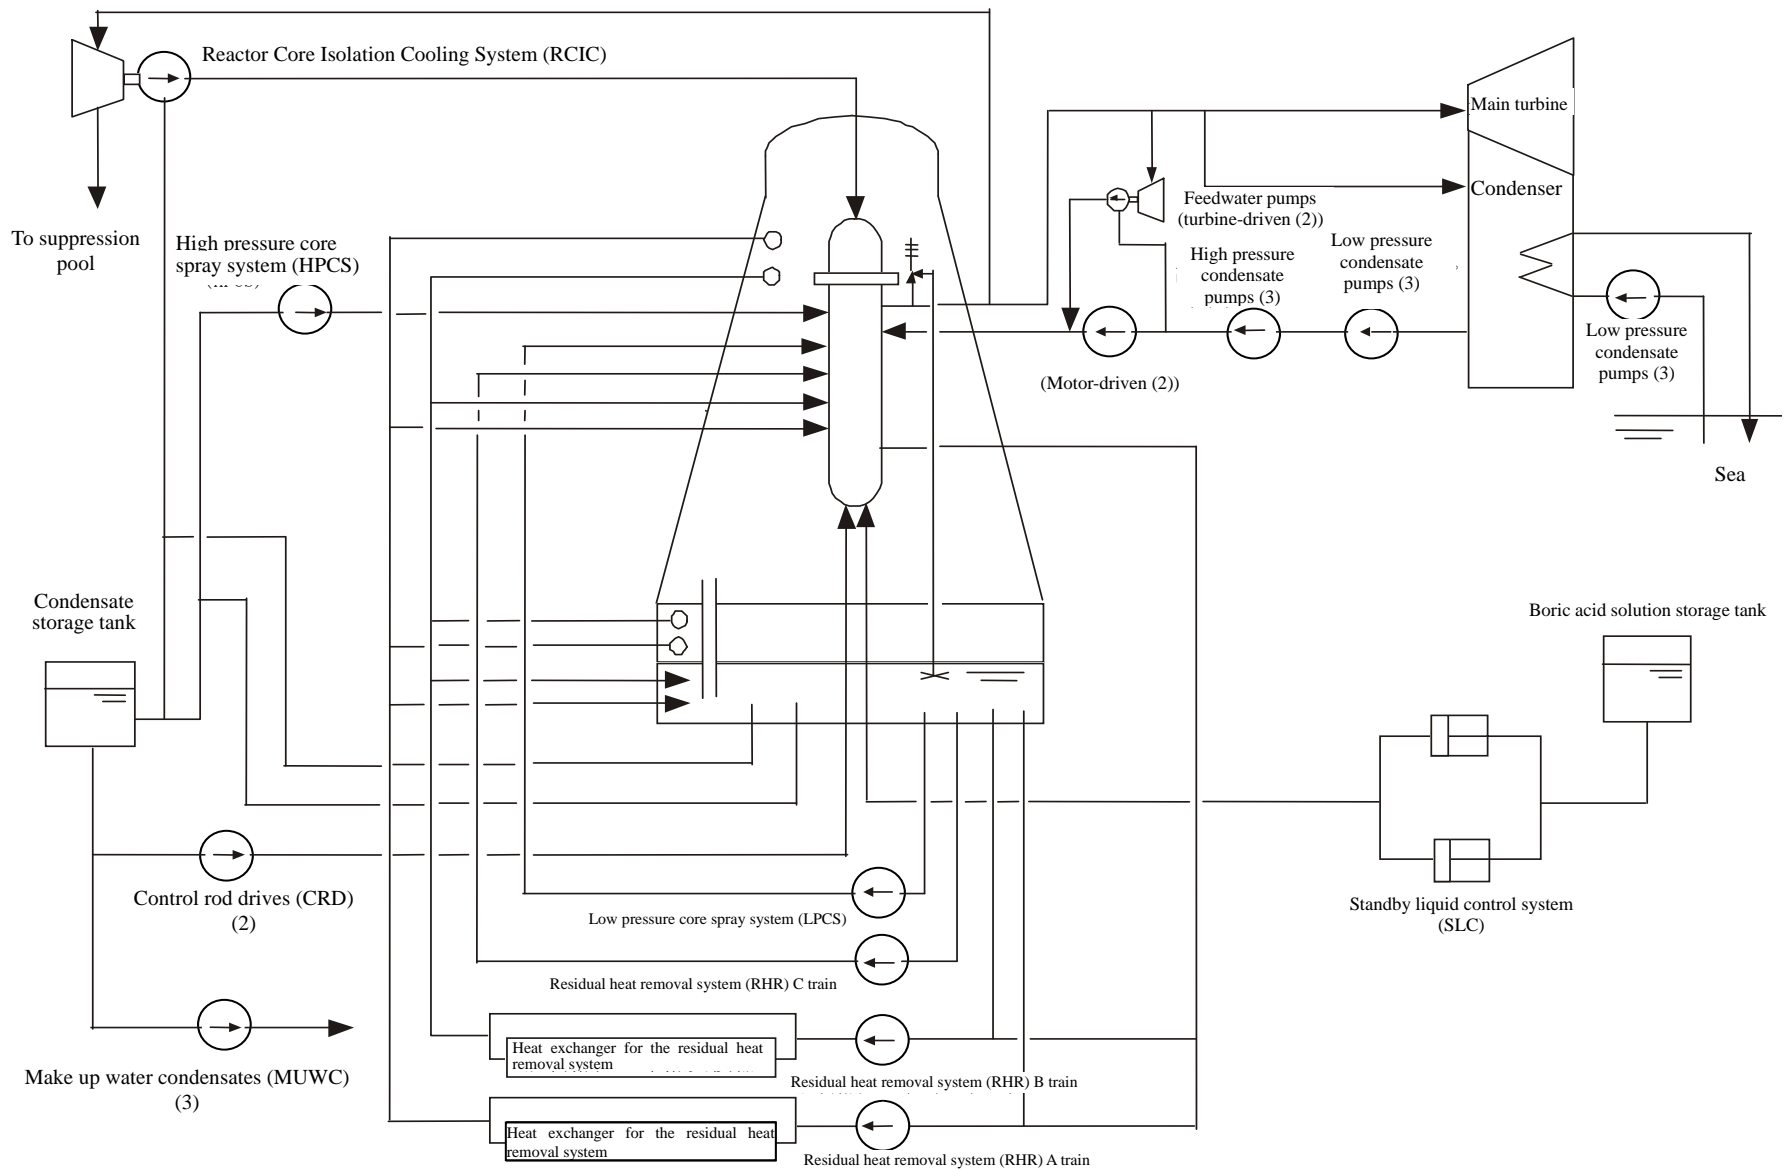 Reactor Core Isolation Cooling System (RCIC)
Main turbine
Condenser
Feedwater pumps
(turbine-driven (2))
To suppression
pool
High pressure core
spray system (HPCS)
High pressure
condensate
pumps (3)
Low pressure
condensate
pumps (3)
Low pressure
condensate
pumps (3)
(Motor-driven (2))
Sea
Condensate
storage tank
Boric acid solution storage tank
Control rod drives (CRD)
(2)
Low pressure core spray system (LPCS)
Standby liquid control system
(SLC)
Residual heat removal system (RHR) C train
Heat exchanger for the residual heat
removal system
Residual heat removal system (RHR) B train
Make up water condensates (MUWC)
(3)
Heat exchanger for the residual heat
removal system
Residual heat removal system (RHR) A train